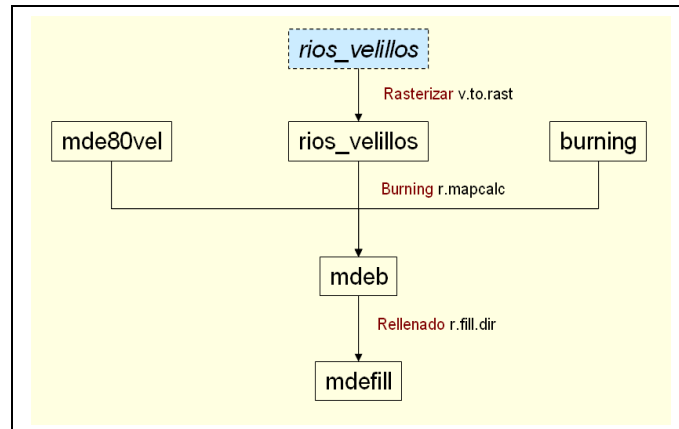 rios_velillos
Rasterizar v.to.rast
mde80vel
rios_velillos
burning
Burning r.mapcalc
mdeb
Rellenado r.fill.dir
mdefill